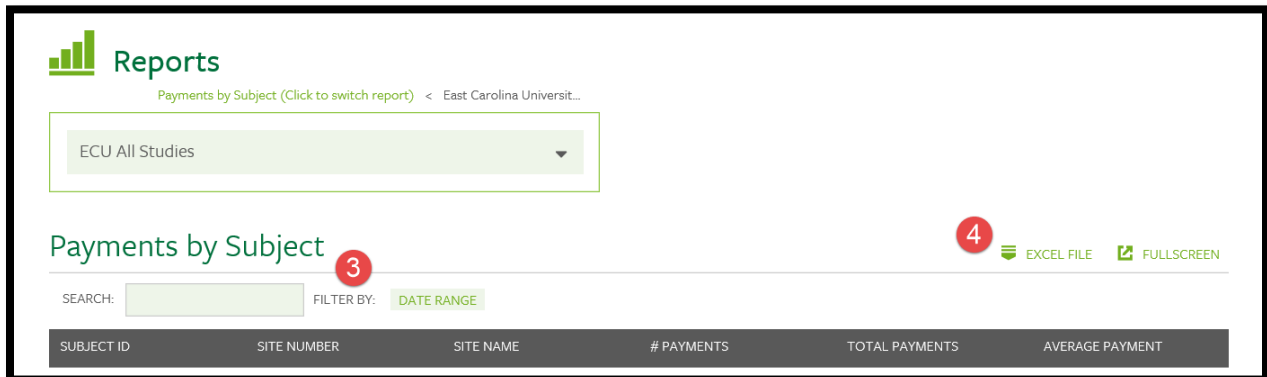 Reports
Payments by Subject (Click to switch report) < East Carolina Universit...
ECU All Studies
Payments by Subject
3
4
EXCEL FILE FULLSCREEN
SEARCH: FILTER BY: DATE RANGE
SUBJECT ID SITE NUMBER SITE NAME # PAYMENTS TOTAL PAYMENTS AVERAGE PAYMENT